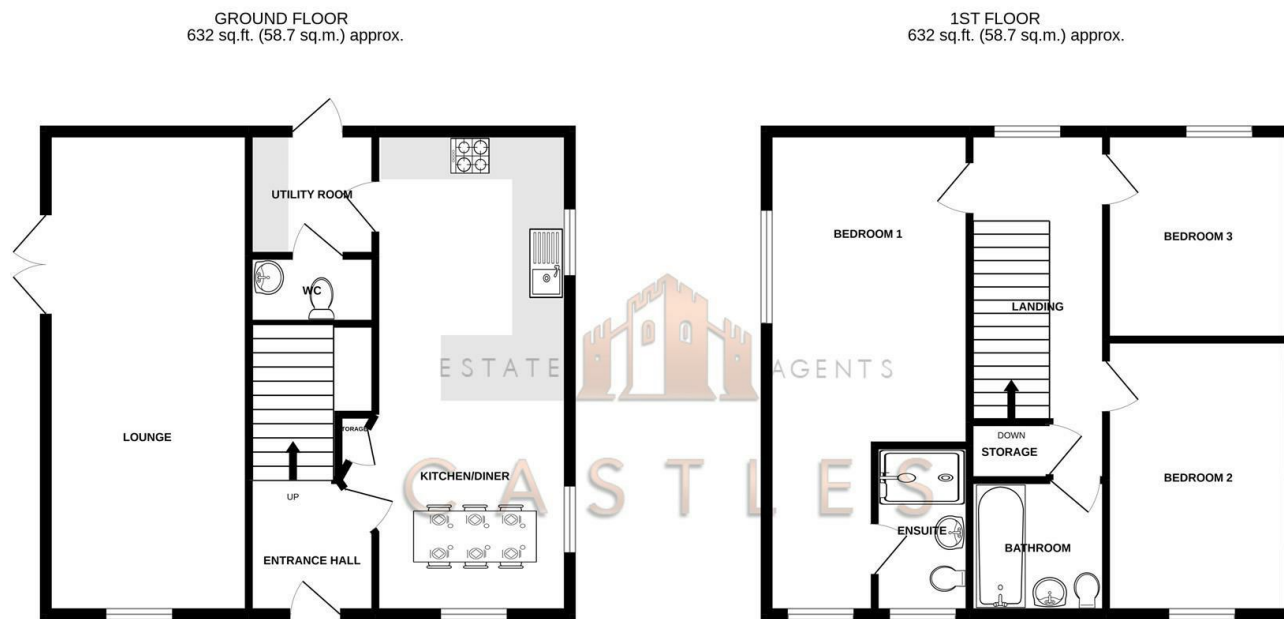 GROUND FLOOR
632 sq.ft. (58.7 sq.m.) approx.
1ST FLOOR
632 sq.ft. (58.7 sq.m.) approx.
UTILITY ROOM
WC
LOUNGE
TORAGE
KITCHEN/DINER
UP
ENTRANCE HALL
BEDROOM 1
BEDROOM 3
LANDING
DOWN
STORAGE
BEDROOM 2
ENSUITE
BATHROOM
ESTATE AGENTS
CASTLES